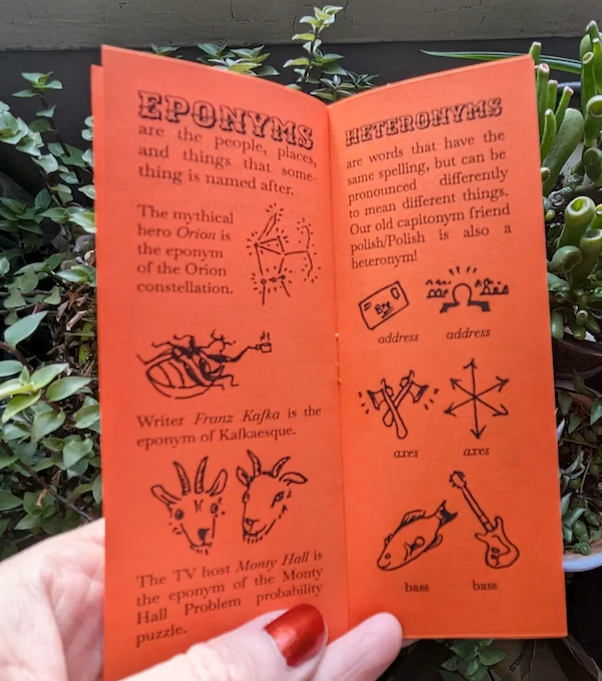 EPONYMS
are the people, places,
and things that some-
thing is named after.
The mythical
hero Orion is
the eponym
of the Orion
constellation.
Writer Franz Kafka is the
eponym of Kafkaesque.
The TV host Monty Hall is
the eponym of the Monty
Hall Problem probability
puzzle.
HETERONYMS
are words that have the
same spelling, but can be
pronounced differently
to mean different things.
Our old capitonym friend
polish/Polish is also a
heteronym!
address address
axes axes
bass bass